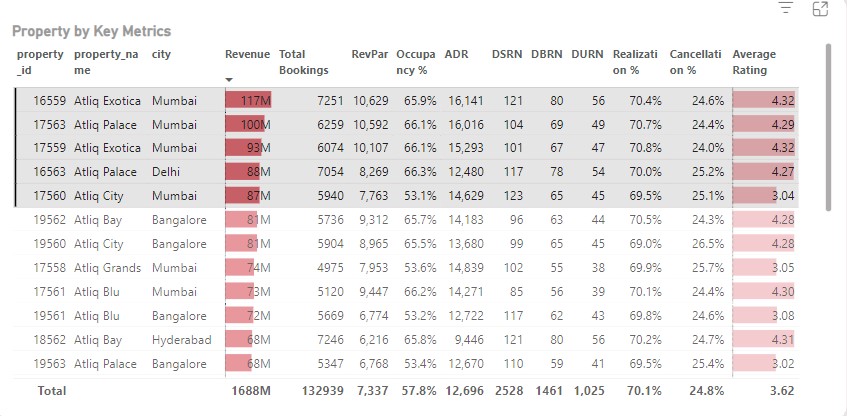 Property by Key Metrics
property_id property_name city Revenue Total Bookings RevPar Occupancy % ADR DSRN DBRN DURN Realization % Cancellation % Average Rating
16559 Atliq Exotica Mumbai 117M 7251 10,629 65.9% 16,141 121 80 56 70.4% 24.6% 4.32
17563 Atliq Palace Mumbai 100M 6259 10,592 66.1% 16,016 104 69 49 70.7% 24.4% 4.29
17559 Atliq Exotica Mumbai 93M 6074 10,107 66.1% 15,293 101 67 47 70.8% 24.0% 4.32
16563 Atliq Palace Delhi 88M 7054 8,269 66.3% 12,480 117 78 54 70.0% 25.2% 4.27
17560 Atliq City Mumbai 87M 5940 7,763 53.1% 14,629 123 65 45 69.5% 25.1% 3.04
19562 Atliq Bay Bangalore 81M 5736 9,312 65.7% 14,183 96 63 44 70.5% 24.3% 4.28
19560 Atliq City Bangalore 81M 5904 8,965 65.5% 13,680 99 65 45 69.0% 26.5% 4.28
17558 Atliq Grands Mumbai 74M 4975 7,953 53.6% 14,839 102 55 38 69.9% 25.7% 3.05
17561 Atliq Blu Mumbai 73M 5120 9,447 66.2% 14,271 85 56 39 70.1% 24.4% 4.30
19561 Atliq Blu Bangalore 72M 5669 6,774 53.2% 12,722 117 62 43 69.8% 24.6% 3.08
18562 Atliq Bay Hyderabad 68M 7246 6,216 65.8% 9,446 121 80 56 70.2% 24.7% 4.31
19563 Atliq Palace Bangalore 68M 5347 6,768 53.4% 12,670 110 59 41 69.5% 25.4% 3.02
Total 1688M 132939 7,337 57.8% 12,696 2528 1461 1,025 70.1% 24.8% 3.62